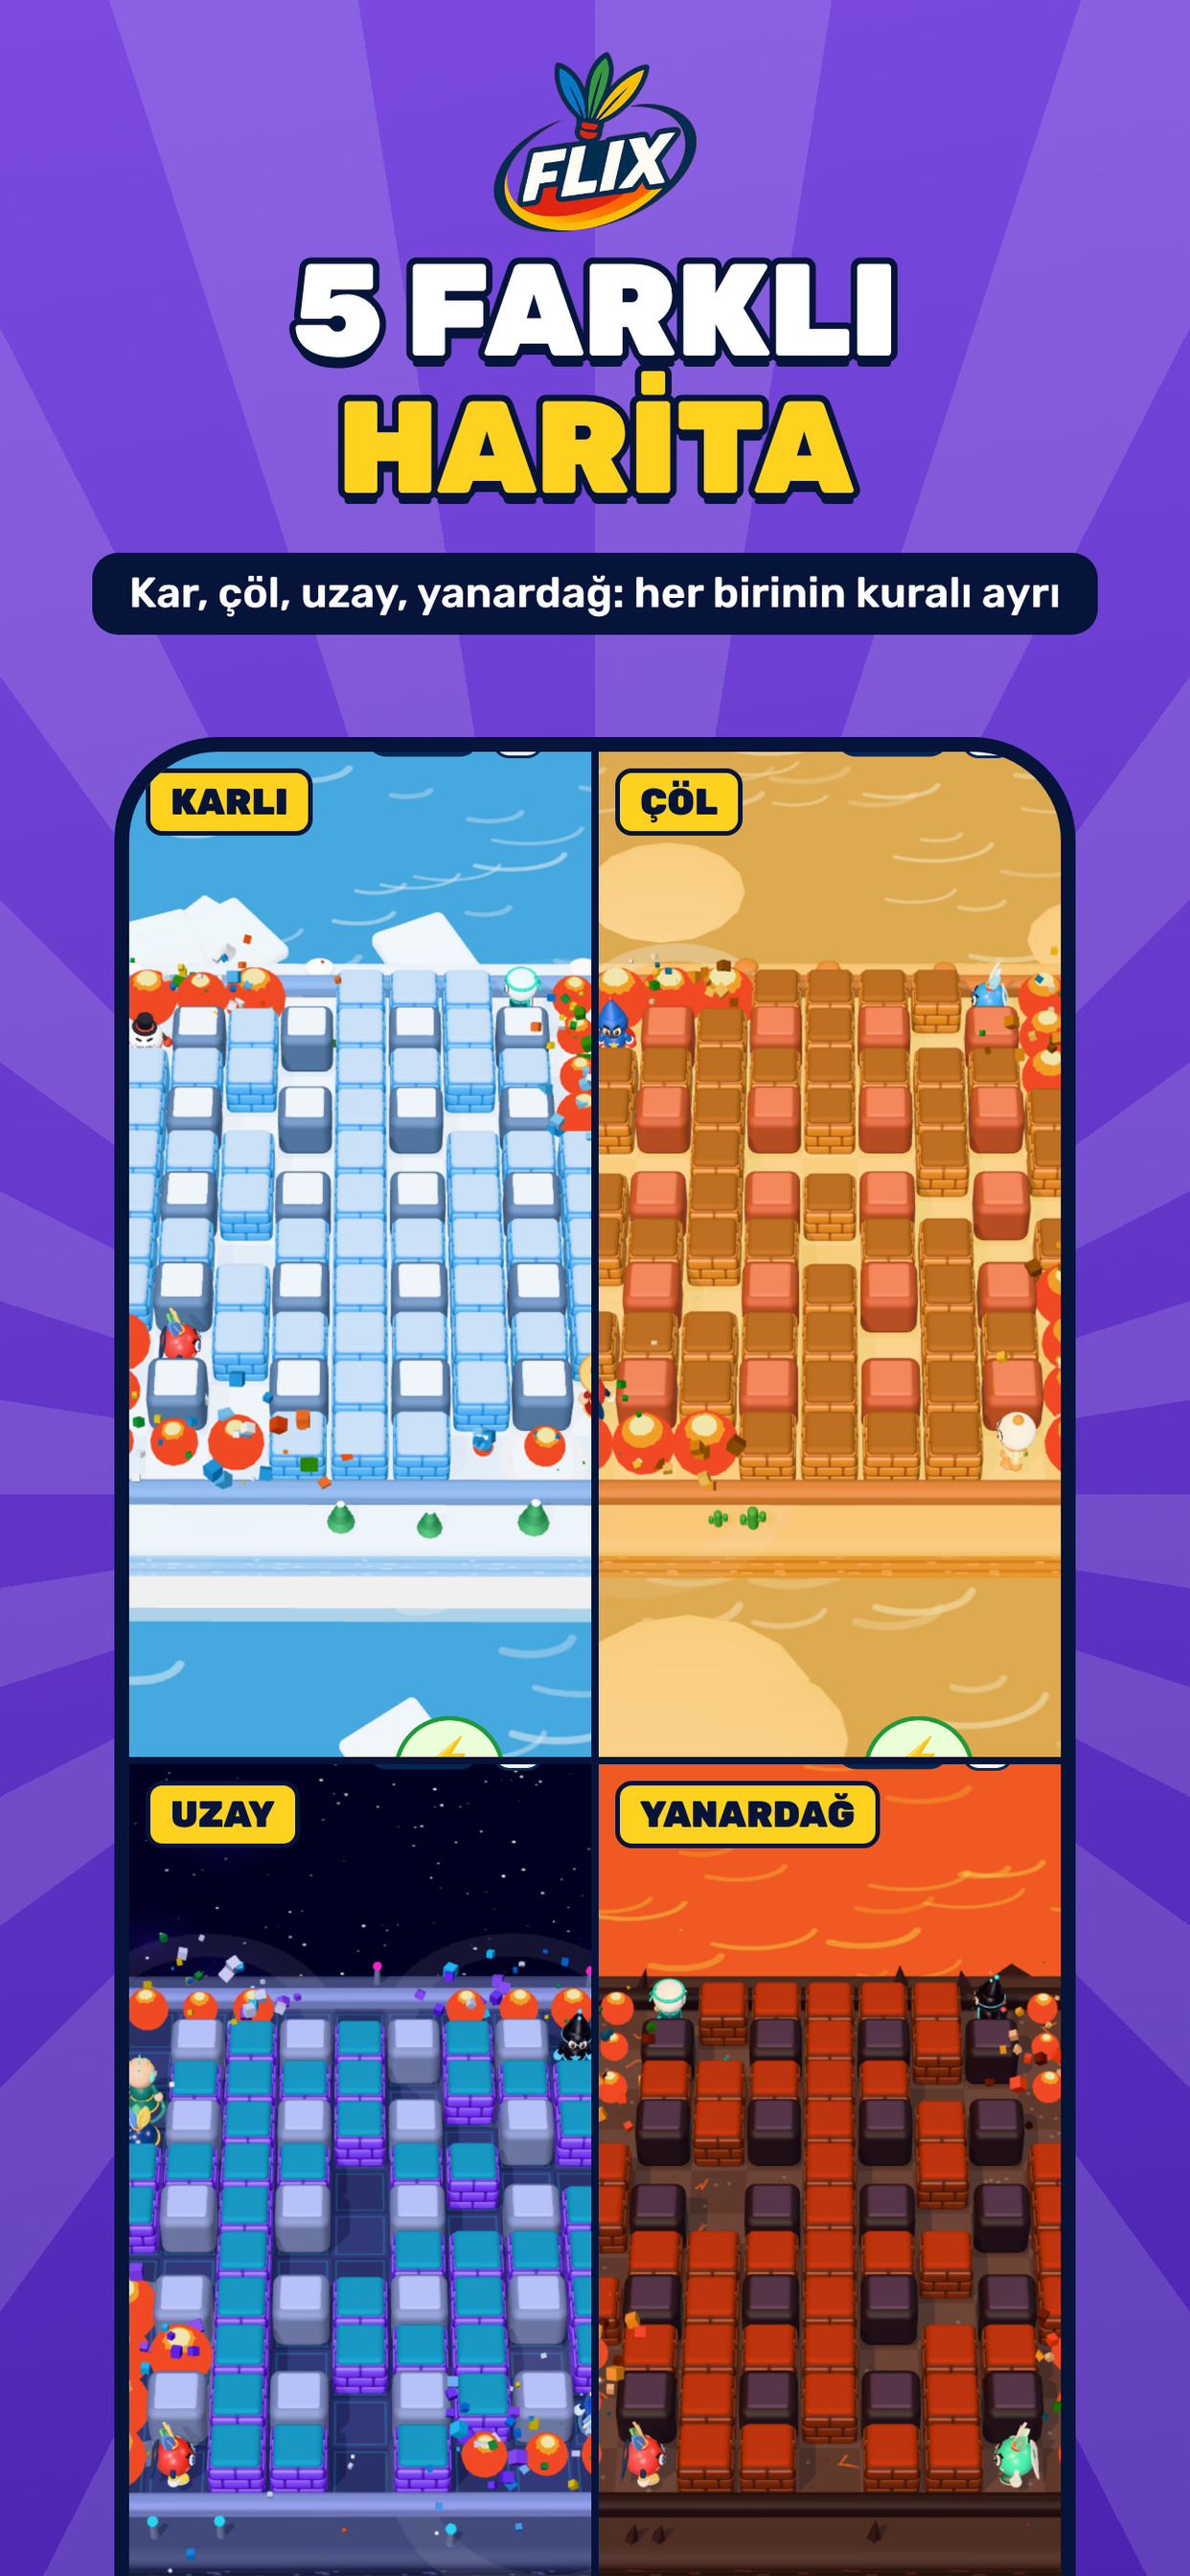 FLIX
5 FARKLI
HARİTA
Kar, çöl, uzay, yanardağ: her birinin kuralı ayrı
KARLI
ÇÖL
UZAY
YANARDAĞ